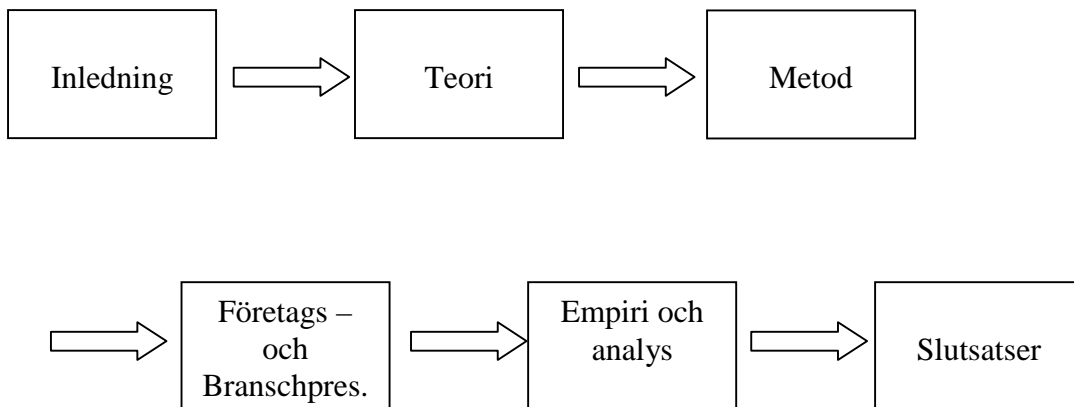 Inledning
Teori
Metod
Företags –
och
Branschpres.
Empiri och
analys
Slutsatser